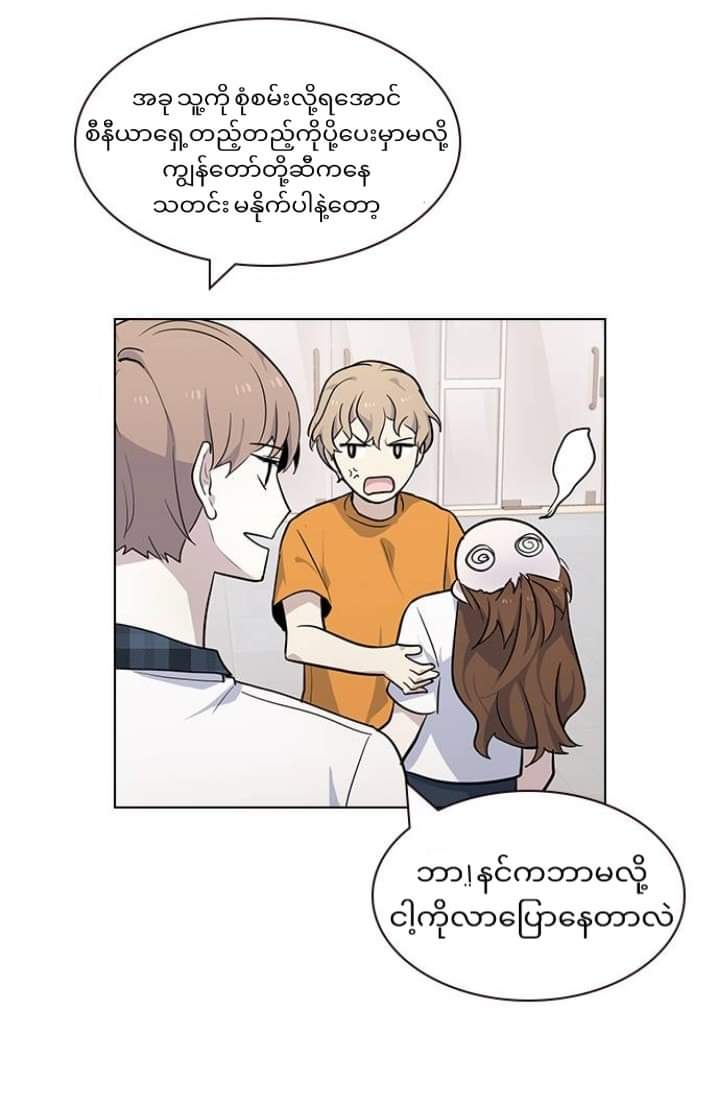 အခု သူ့ကို စုံစမ်းလို့ရအောင်
စီနီယာရှေ့ တည့်တည့်ကိုပို့ပေးမှာမလို့
ကျွန်တော်တို့ဆီကနေ
သတင်း မနိုက်ပါနဲ့တော့
ဘာ့! နင်ကဘာမလို့
ငါ့ကိုလာပြောနေတာလဲ